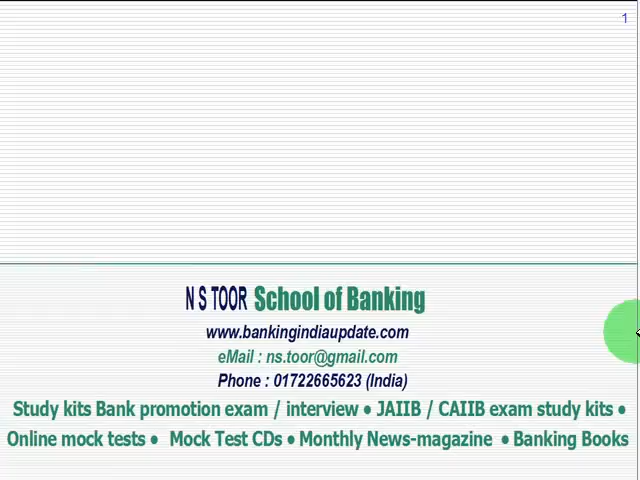 1
N S TOOR School of Banking
www.bankingindiaupdate.com
eMail : ns.toor@gmail.com
Phone : 01722665623 (India)
Study kits Bank promotion exam / interview • JAIIB / CAIIB exam study kits •
Online mock tests • Mock Test CDs • Monthly News-magazine • Banking Books